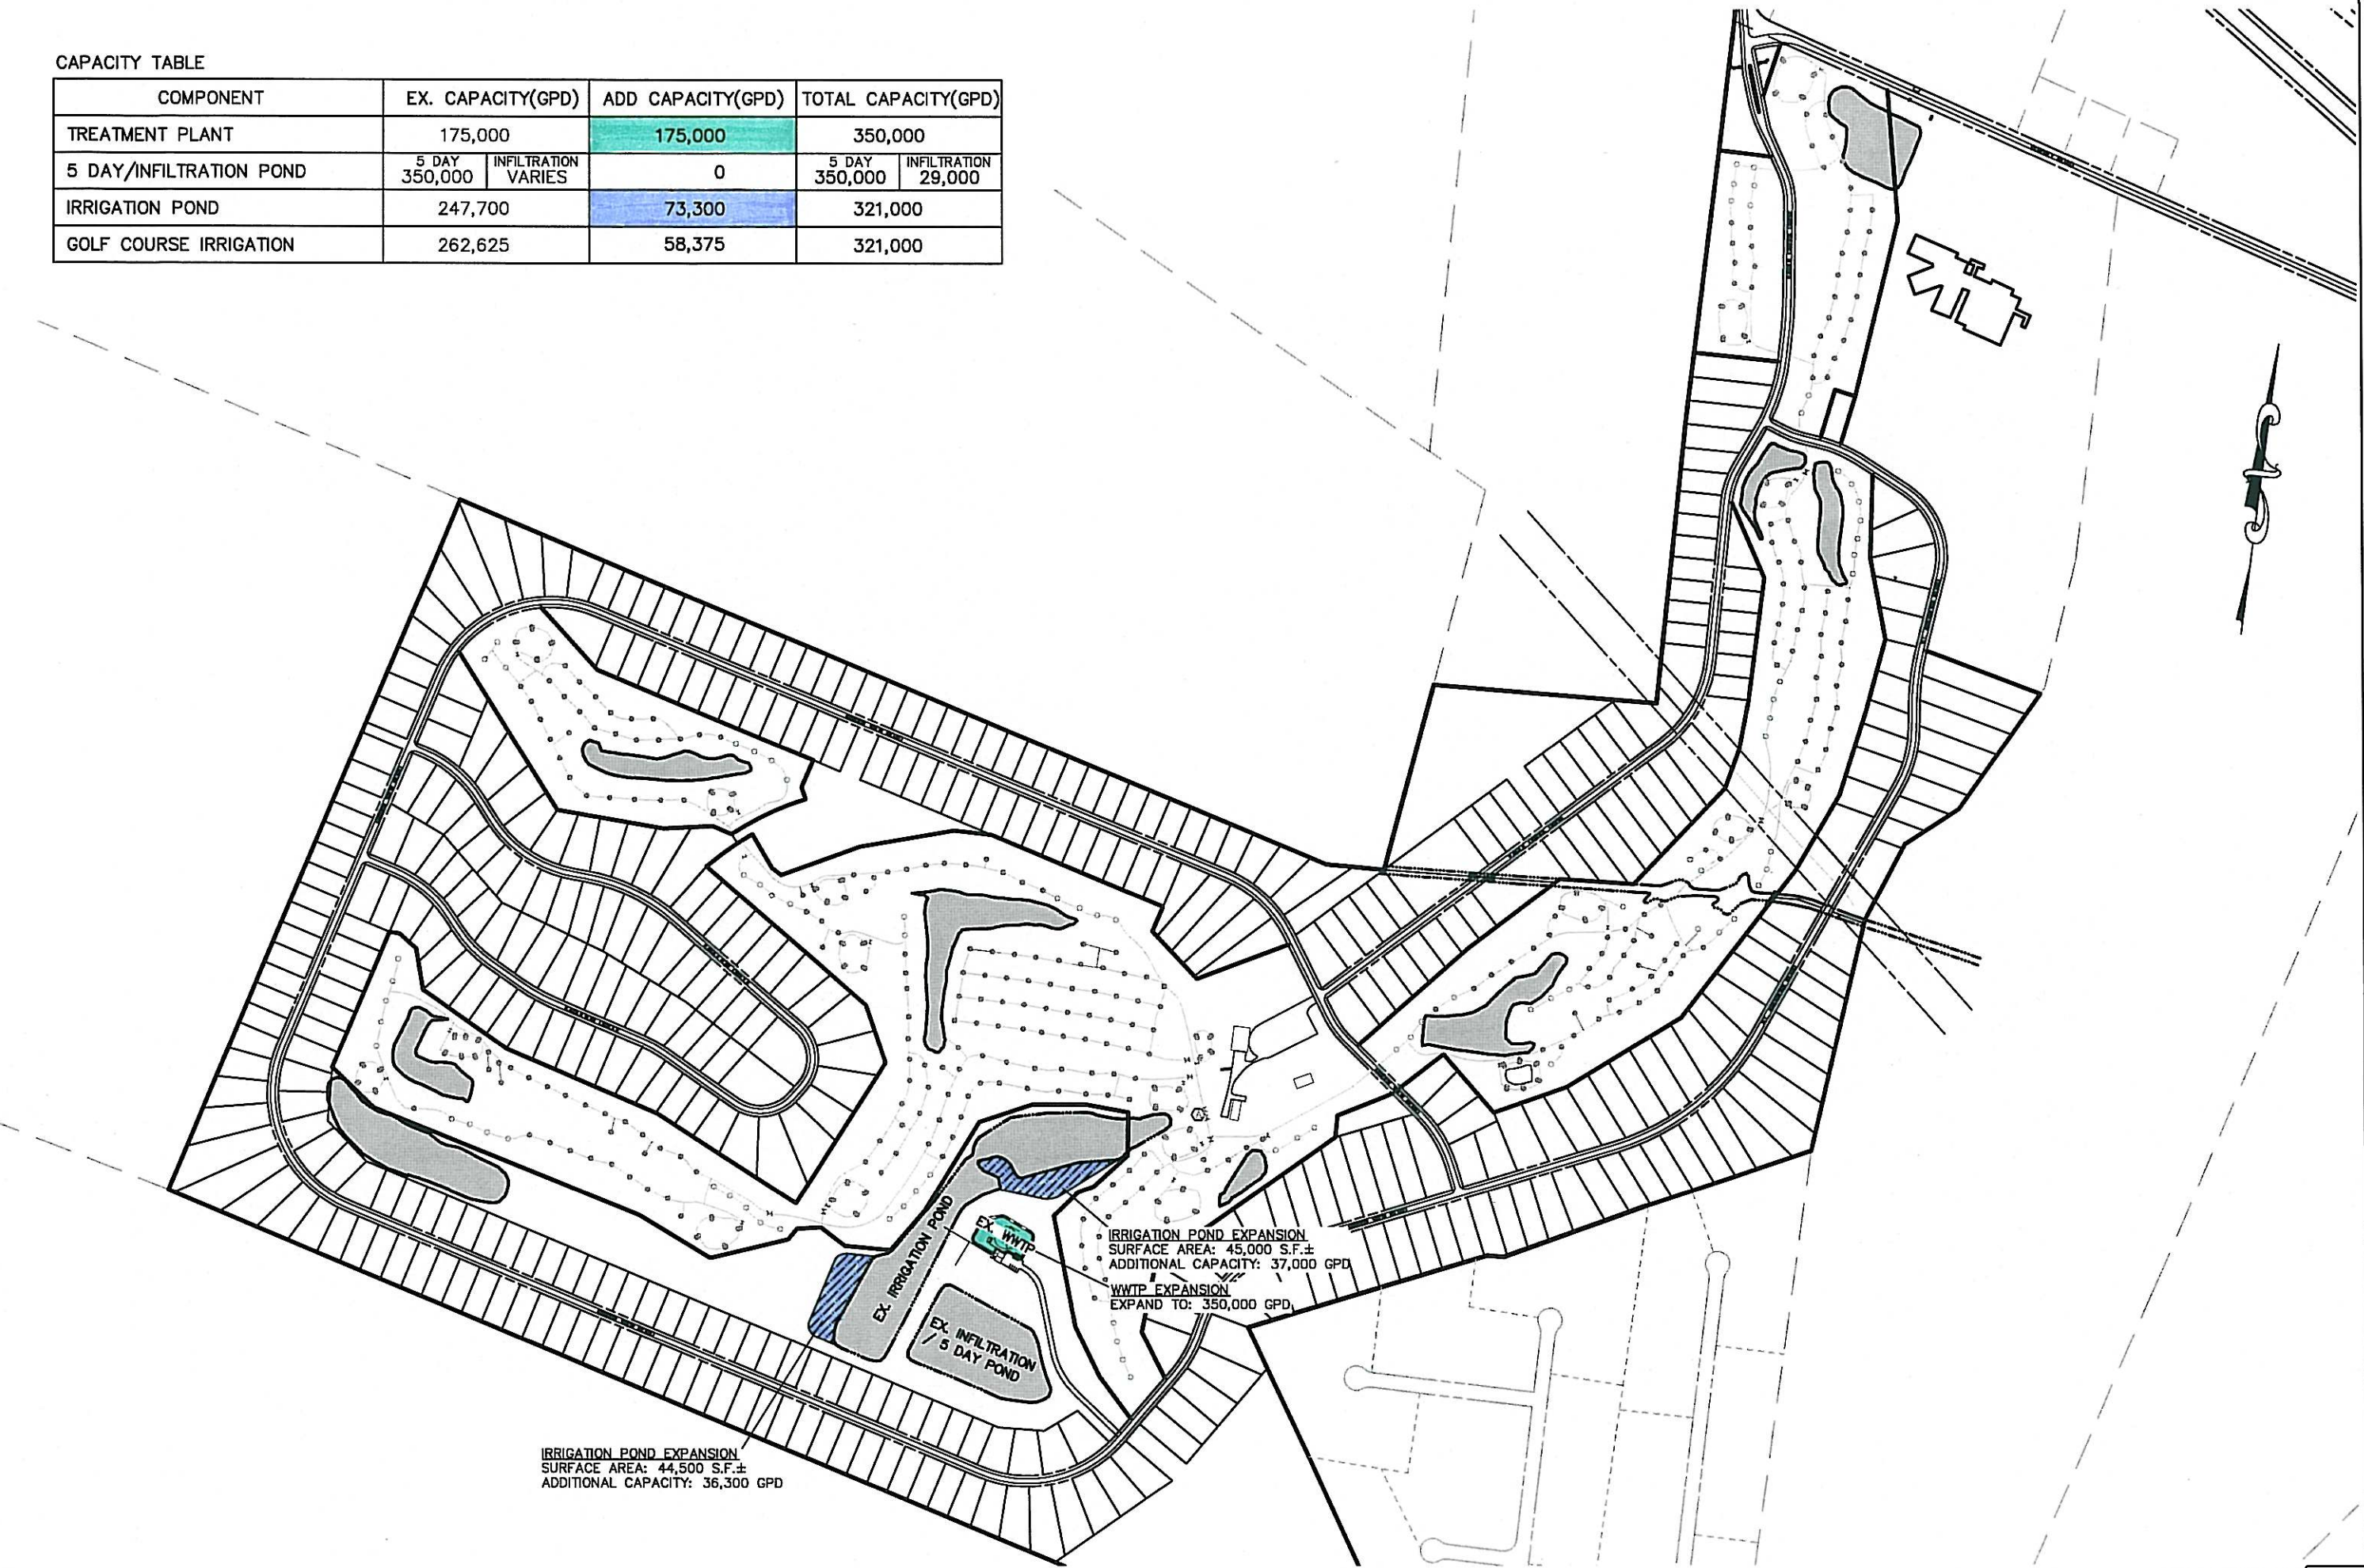 CAPACITY TABLE
COMPONENT EX. CAPACITY(GPD) ADD CAPACITY(GPD) TOTAL CAPACITY(GPD)
TREATMENT PLANT 175,000 175,000 350,000
5 DAY/INFILTRATION POND 5 DAY 350,000 INFILTRATION VARIES 0 5 DAY 350,000 INFILTRATION 29,000
IRRIGATION POND 247,700 73,300 321,000
GOLF COURSE IRRIGATION 262,625 58,375 321,000
EX. WWTP
EX. IRRIGATION POND
IRRIGATION POND EXPANSION
SURFACE AREA: 45,000 S.F.±
ADDITIONAL CAPACITY: 37,000 GPD
WWTP EXPANSION
EXPAND TO: 350,000 GPD
EX. INFILTRATION
/ 5 DAY POND
IRRIGATION POND EXPANSION
SURFACE AREA: 44,500 S.F.±
ADDITIONAL CAPACITY: 36,300 GPD